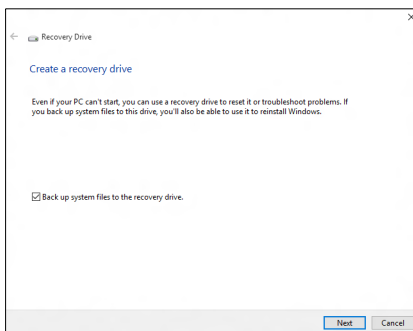 Recovery Drive
Create a recovery drive
Even if your PC can't start, you can use a recovery drive to reset it or troubleshoot problems. If
you back up system files to this drive, you'll also be able to use it to reinstall Windows.
Back up system files to the recovery drive.
Next Cancel